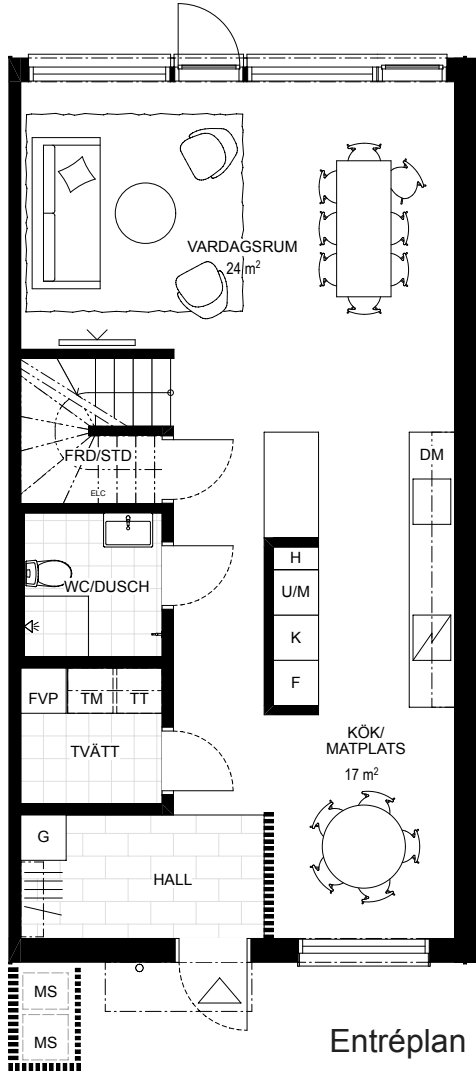 VARDAGSRUM
24 m²
FRD/STD
ELC
DM
H
U/M
K
F
WC/DUSCH
FVP TM TT
TVÄTT
KÖK/
MATPLATS
17 m²
G
HALL
MS
MS
Entréplan